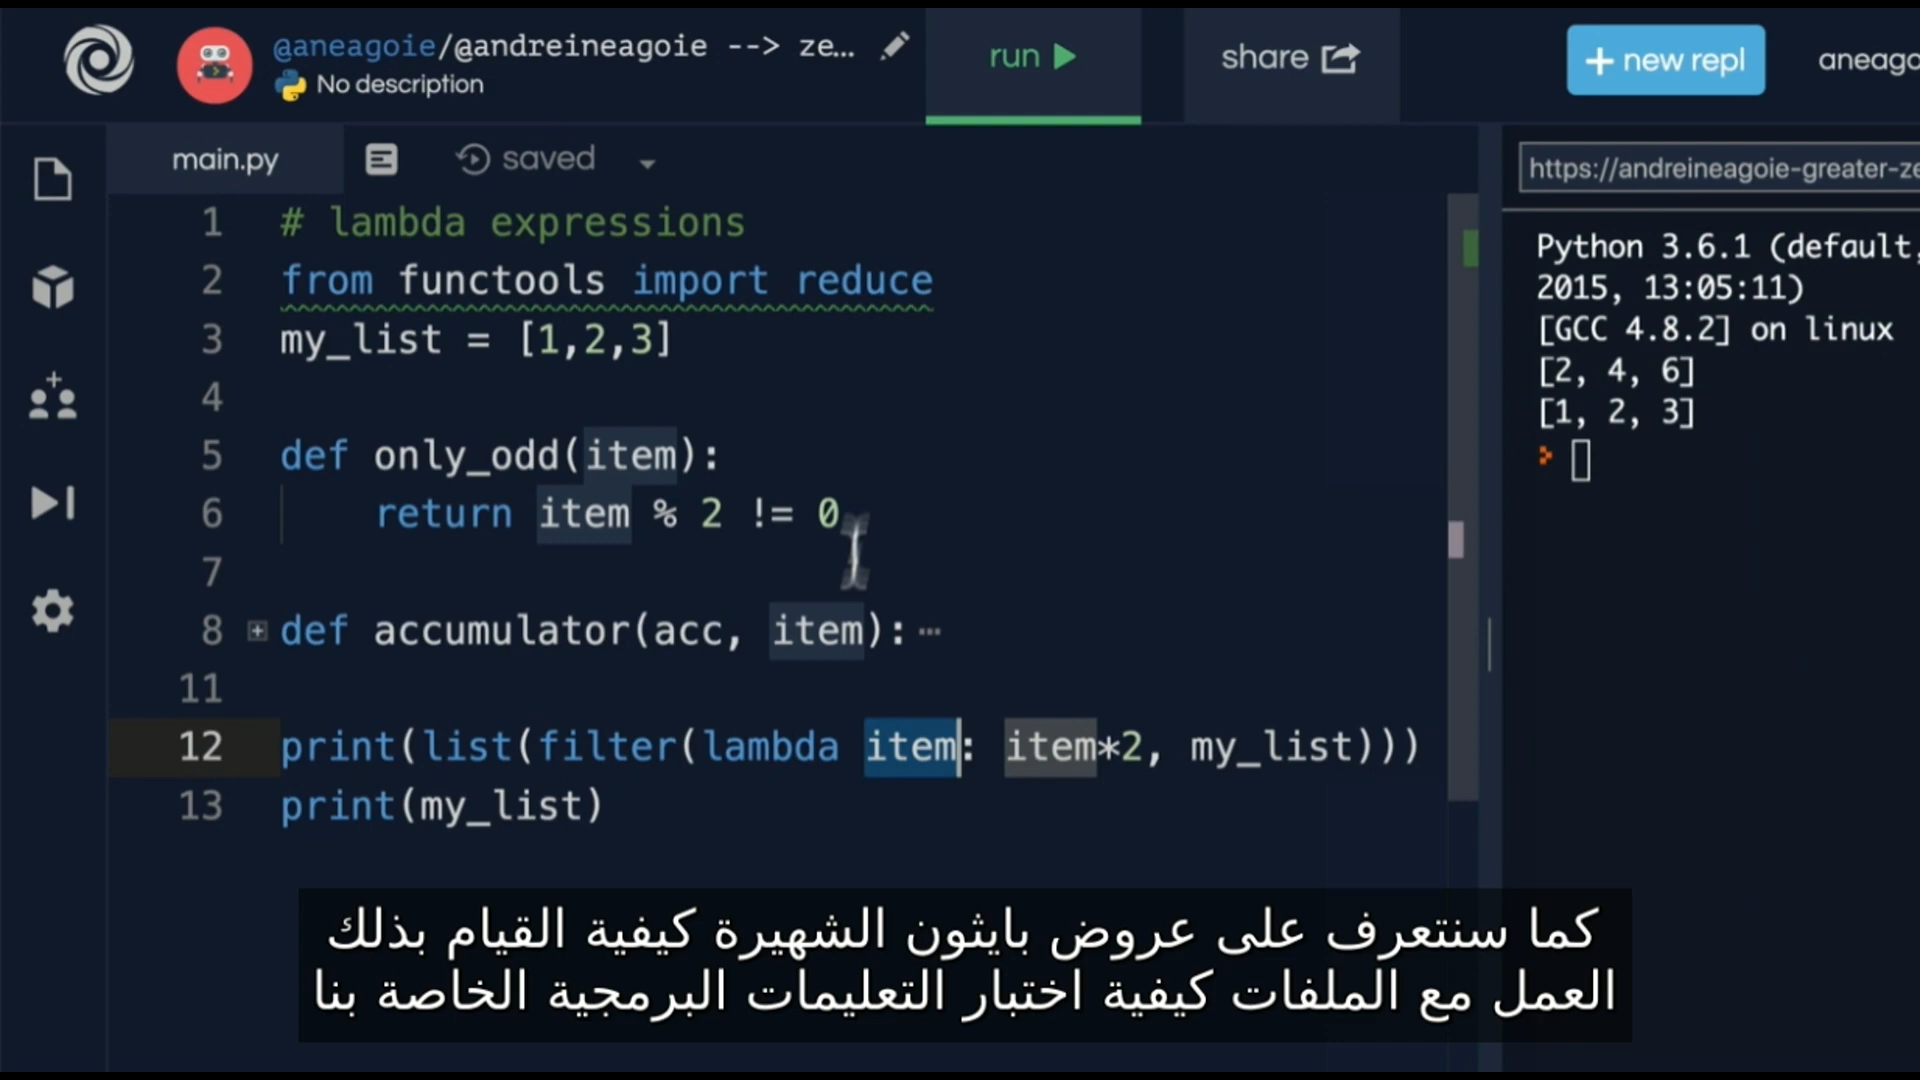 @aneagoie/@andreineagoie --> ze...
No description
run
share
+ new repl
aneago
main.py
saved
https://andreineagoie-greater-ze
1 # lambda expressions
2 from functools import reduce
3 my_list = [1,2,3]
4
5 def only_odd(item):
6 return item % 2 != 0
7
8 def accumulator(acc, item):
11
12 print(list(filter(lambda item: item*2, my_list)))
13 print(my_list)
Python 3.6.1 (default,
2015, 13:05:11)
[GCC 4.8.2] on linux
[2, 4, 6]
[1, 2, 3]
كما سنتعرف على عروض بايثون الشهيرة كيفية القيام بذلك
العمل مع الملفات كيفية اختبار التعليمات البرمجية الخاصة بنا